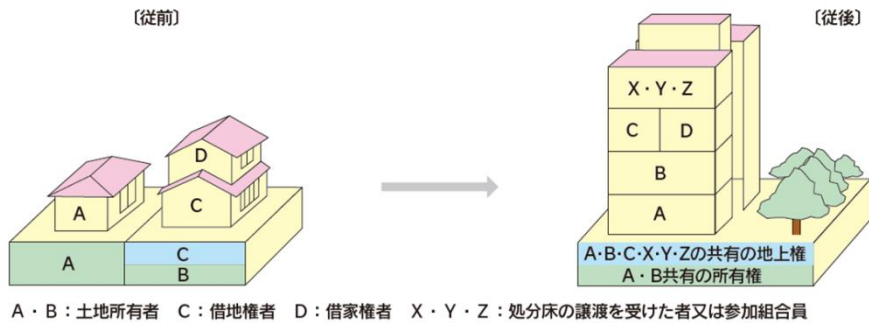 〔従前〕
〔従後〕
X・Y・Z
C
D
B
A
D
C
A
A
C
B
A・B・C・X・Y・Zの共有の地上権
A・B共有の所有権
A・B：土地所有者　C：借地権者　D：借家権者　X・Y・Z：処分床の譲渡を受けた者又は参加組合員